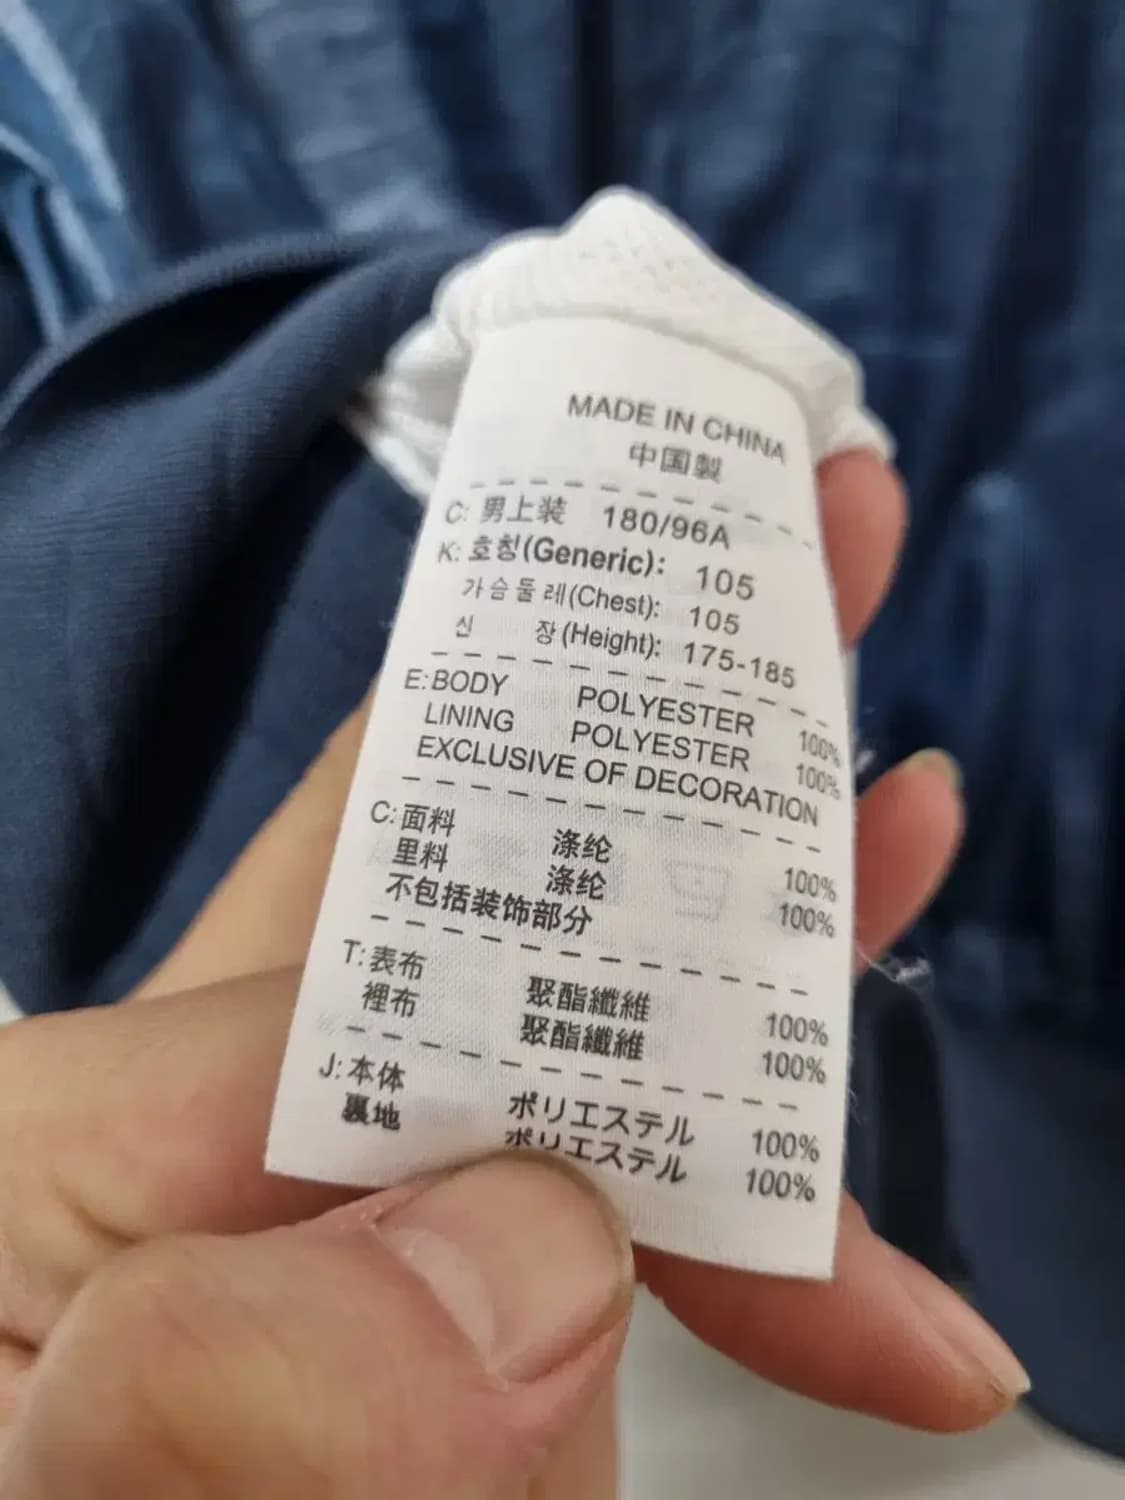 MADE IN CHINA
中国製
C: 男上装 180/96A
K: 호칭(Generic): 105
가슴둘레(Chest): 105
신 장(Height): 175-185
E: BODY POLYESTER 100%
LINING POLYESTER 100%
EXCLUSIVE OF DECORATION
C: 面料 涤纶 100%
里料 涤纶 100%
不包括装饰部分
T: 表布 聚酯纖維 100%
裡布 聚酯纖維 100%
J: 本体 ポリエステル 100%
裏地 ポリエステル 100%